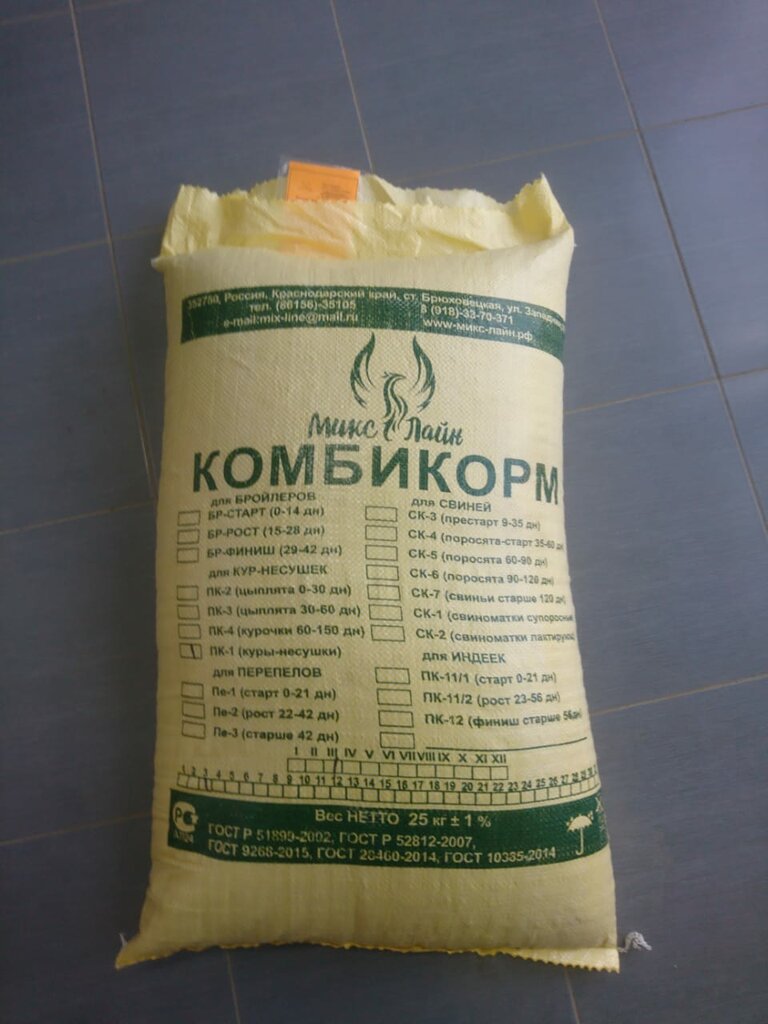 352750, Россия, Краснодарский край, ст. Брюховецкая, ул. Западная
тел. (86156)-35105
8 (918)-33-70-371
e-mail:mix-line@mail.ru
www-микс-лайн.рф
Микс Лайн
КОМБИКОРМ
для БРОЙЛЕРОВ
БР-СТАРТ (0-14 дн)
БР-РОСТ (15-28 дн)
БР-ФИНИШ (29-42 дн)
для КУР-НЕСУШЕК
ПК-2 (цыплята 0-30 дн)
ПК-3 (цыплята 30-60 дн)
ПК-4 (курочки 60-150 дн)
ПК-1 (куры-несушки)
для ПЕРЕПЕЛОВ
Пе-1 (старт 0-21 дн)
Пе-2 (рост 22-42 дн)
Пе-3 (старше 42 дн)
для СВИНЕЙ
СК-3 (престарт 9-35 дн)
СК-4 (поросята-старт 35-60 дн
СК-5 (поросята 60-90 дн)
СК-6 (поросята 90-120 дн)
СК-7 (свиньи старше 120 дн)
СК-1 (свиноматки супоросные
СК-2 (свиноматки лактирующ
для ИНДЕЕК
ПК-11/1 (старт 0-21 дн)
ПК-11/2 (рост 23-56 дн)
ПК-12 (финиш старше 56дн)
I II III IV V VI VII VIII IX X XI XII
1 2 3 4 5 6 7 8 9 10 11 12 13 14 15 16 17 18 19 20 21 22 23 24 25 26 27 28 29 30
Вес НЕТТО 25 кг ± 1 %
ГОСТ Р 51899-2002, ГОСТ Р 52812-2007,
ГОСТ 9268-2015, ГОСТ 28460-2014, ГОСТ 10385-2014